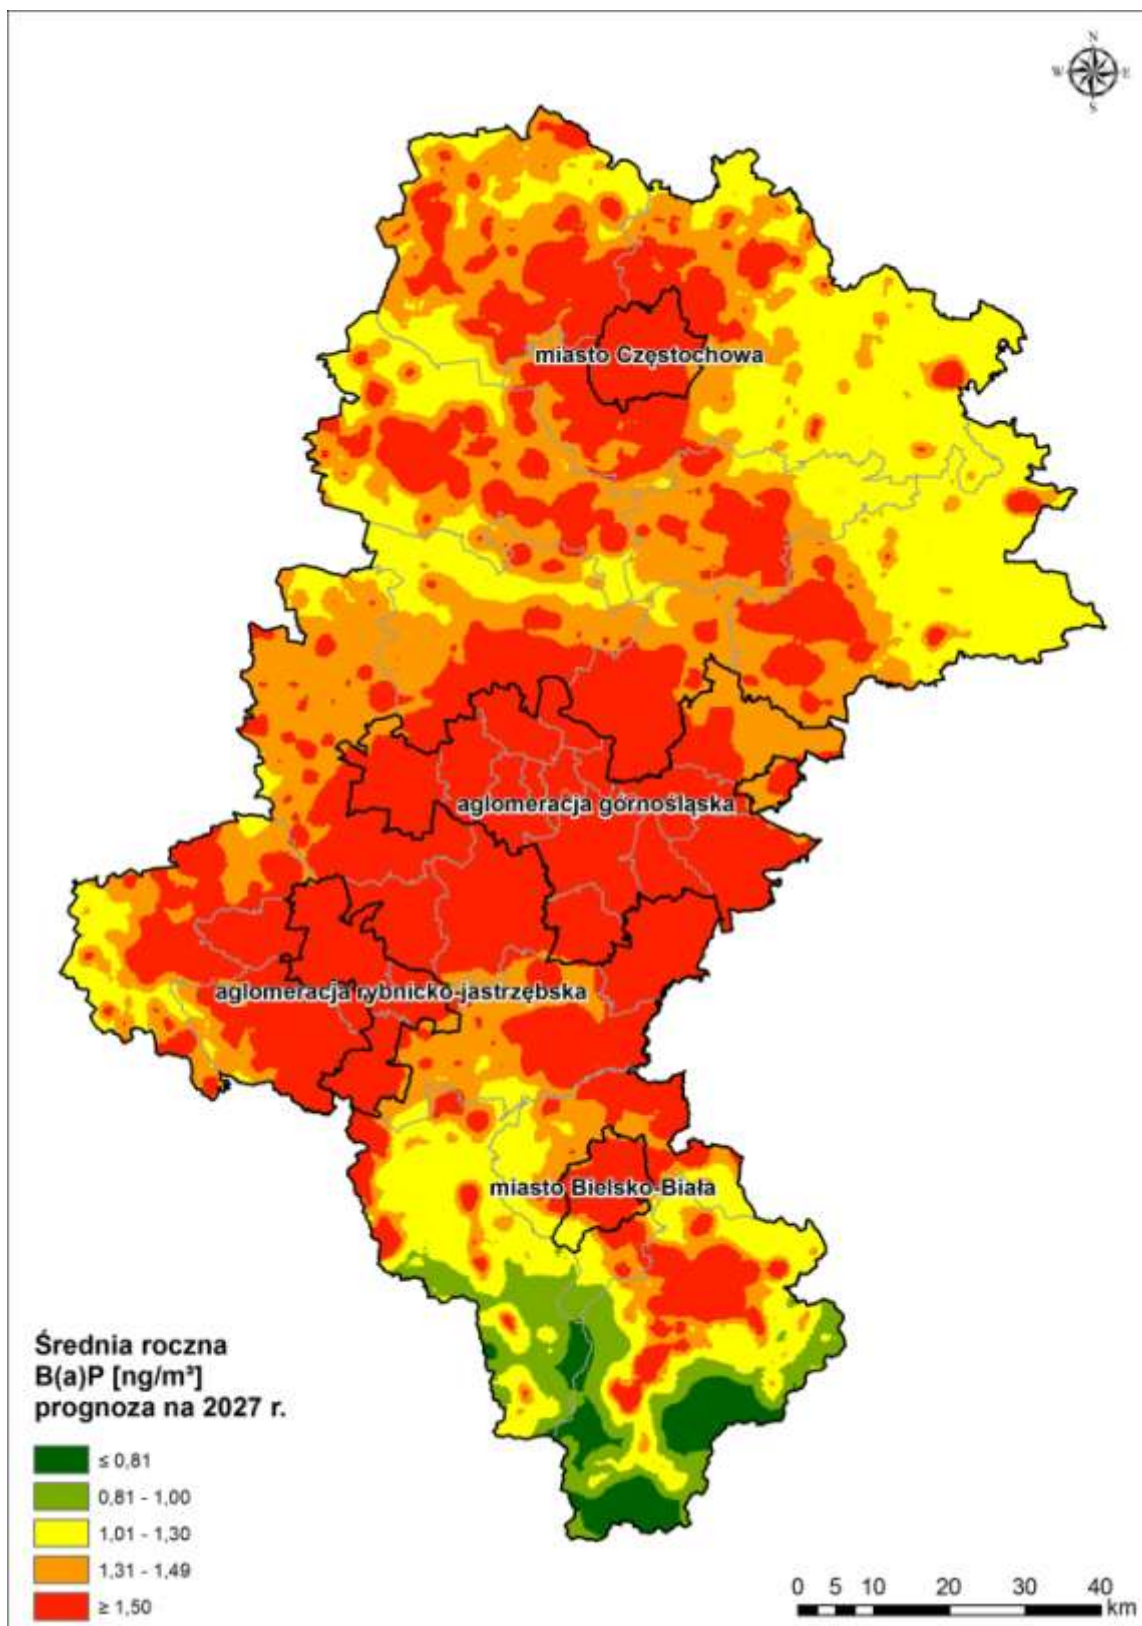 N
W E
S
miasto Częstochowa
aglomeracja górnośląska
aglomeracja rybnicko-jastrzębska
miasto Bielsko-Biała
Średnia roczna
B(a)P [ng/m³]
prognoza na 2027 r.
≤ 0,81
0,81 - 1,00
1,01 - 1,30
1,31 - 1,49
≥ 1,50
0 5 10 20 30 40
km